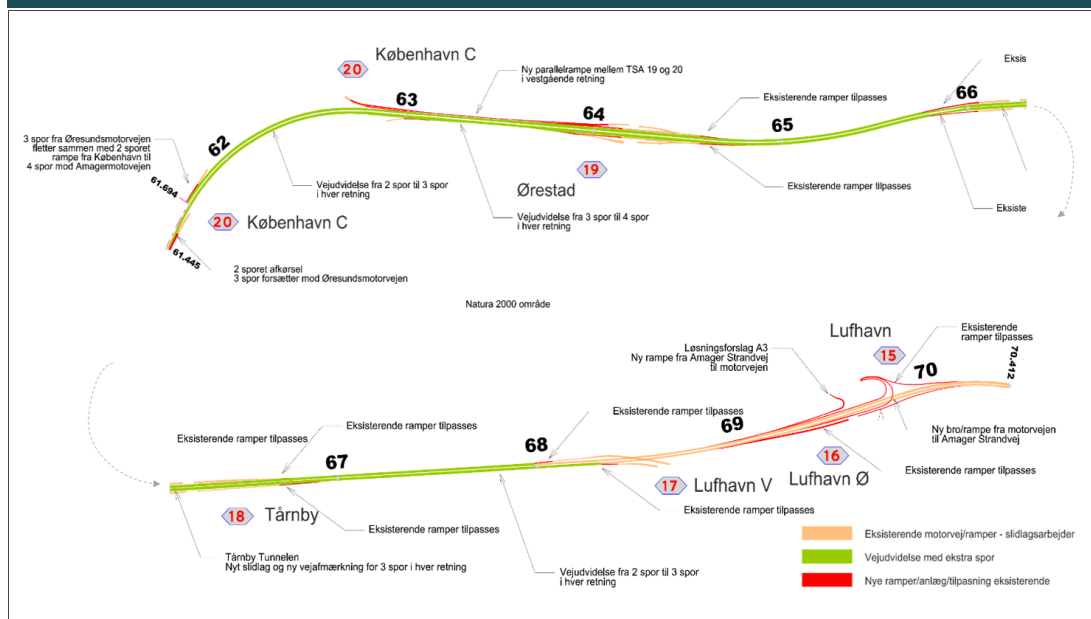 København C
20
Ny parallelrampe mellem TSA 19 og 20
i vestgående retning
63
64
Eksisterende ramper tilpasses
65
66
Eksis
3 spor fra Øresundsmotorvejen
fletter sammen med 2 sporet
rampe fra København til
4 spor mod Amagermotovejen
62
61.694
Vejudvidelse fra 2 spor til 3 spor
i hver retning
19
Ørestad
Eksisterende ramper tilpasses
Eksiste
20
København C
Vejudvidelse fra 3 spor til 4 spor
i hver retning
61.445
2 sporet afkørsel
3 spor forsætter mod Øresundsmotorvejen
Natura 2000 område
Løsningsforslag A3
Ny rampe fra Amager Strandvej
til motorvejen
Lufhavn
15
Eksisterende
ramper tilpasses
70
70.412
Eksisterende ramper tilpasses
Eksisterende ramper tilpasses
Eksisterende ramper tilpasses
67
68
69
Ny bro/rampe fra motorvejen
til Amager Strandvej
16
Lufhavn Ø
Eksisterende ramper tilpasses
17
Lufhavn V
18
Tårnby
Eksisterende ramper tilpasses
Eksisterende ramper tilpasses
Tårnby Tunnelen
Nyt slidlag og ny vejafmærkning for 3 spor i hver retning
Vejudvidelse fra 2 spor til 3 spor
i hver retning
Eksisterende motorvej/ramper - slidlagsarbejder
Vejudvidelse med ekstra spor
Nye ramper/anlæg/tilpasning eksisterende